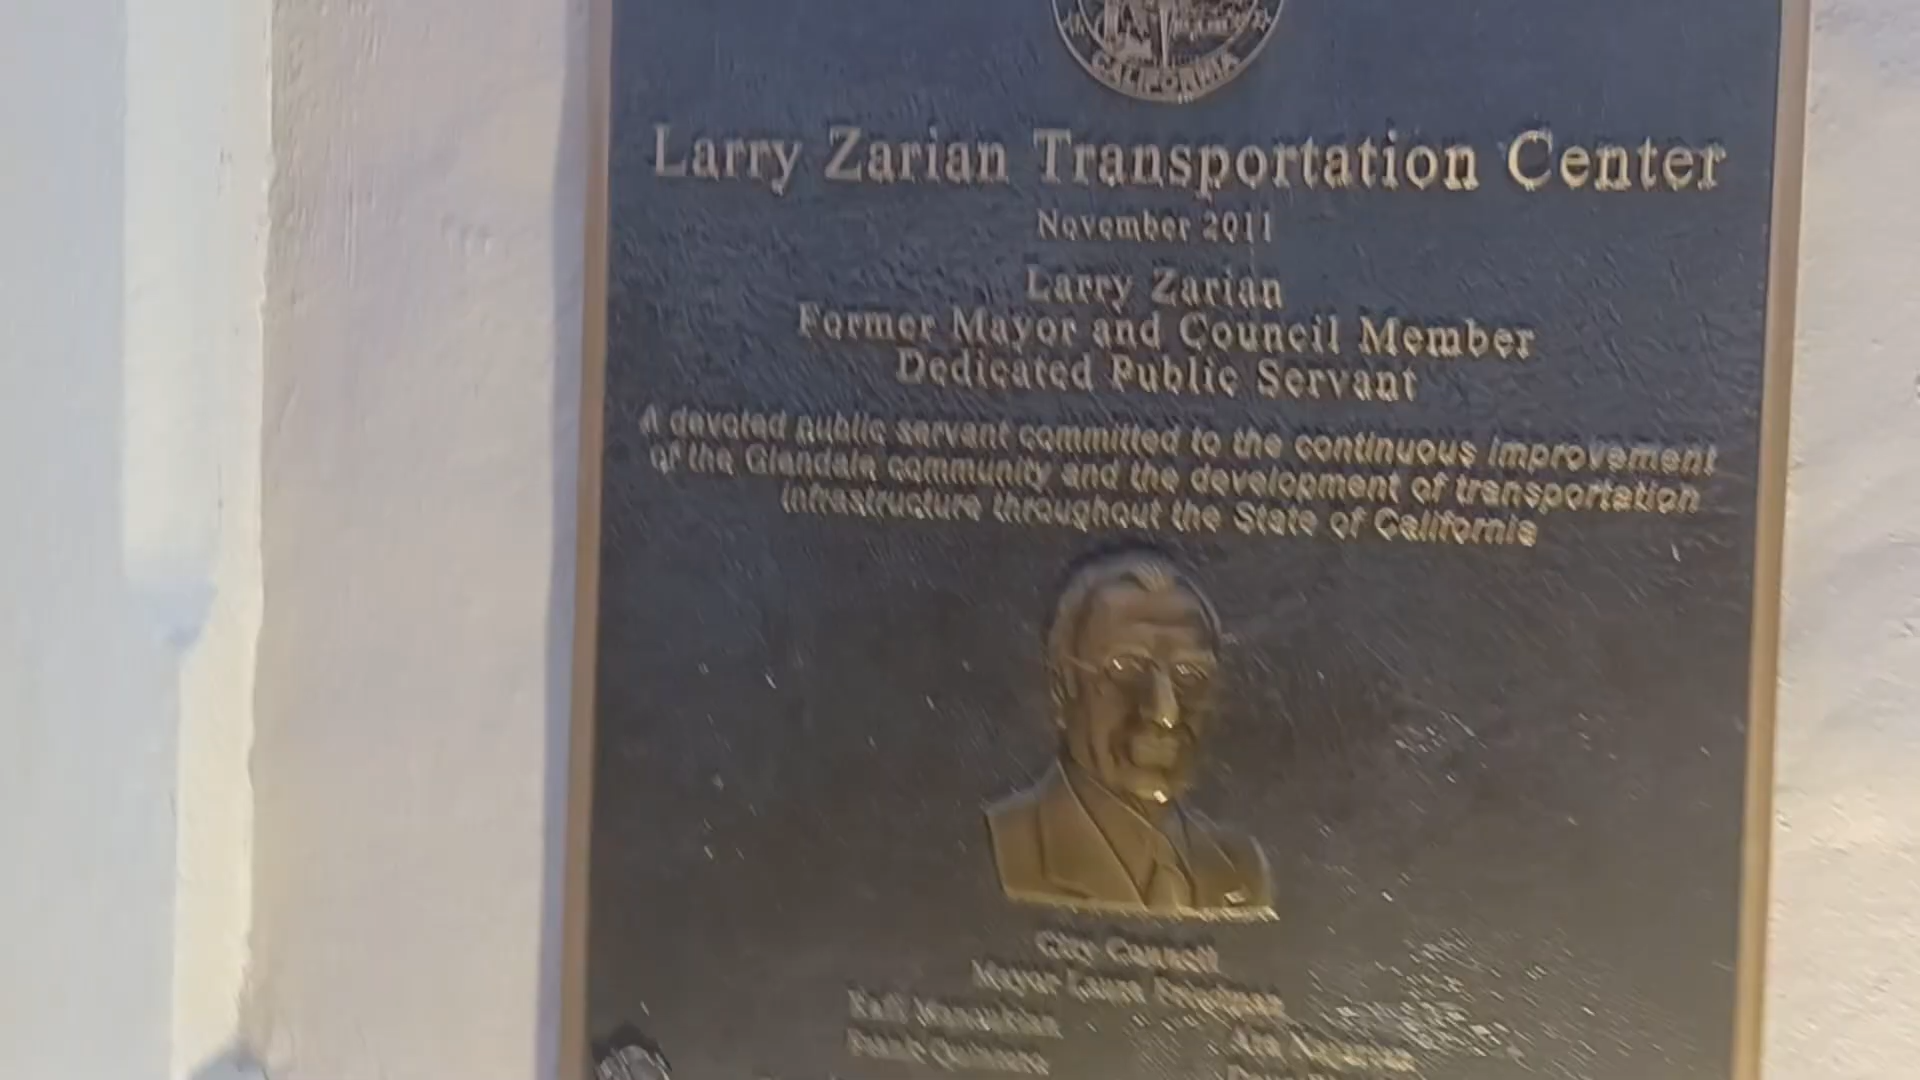 CALIFORNIA
Larry Zarian Transportation Center
November 2011
Larry Zarian
Former Mayor and Council Member
Dedicated Public Servant
A devoted public servant committed to the continuous improvement
of the Glendale community and the development of transportation
infrastructure throughout the State of California
City Council
Mayor Laura Friedman
Rafi Manoukian
Ara Najarian
Frank Quintero